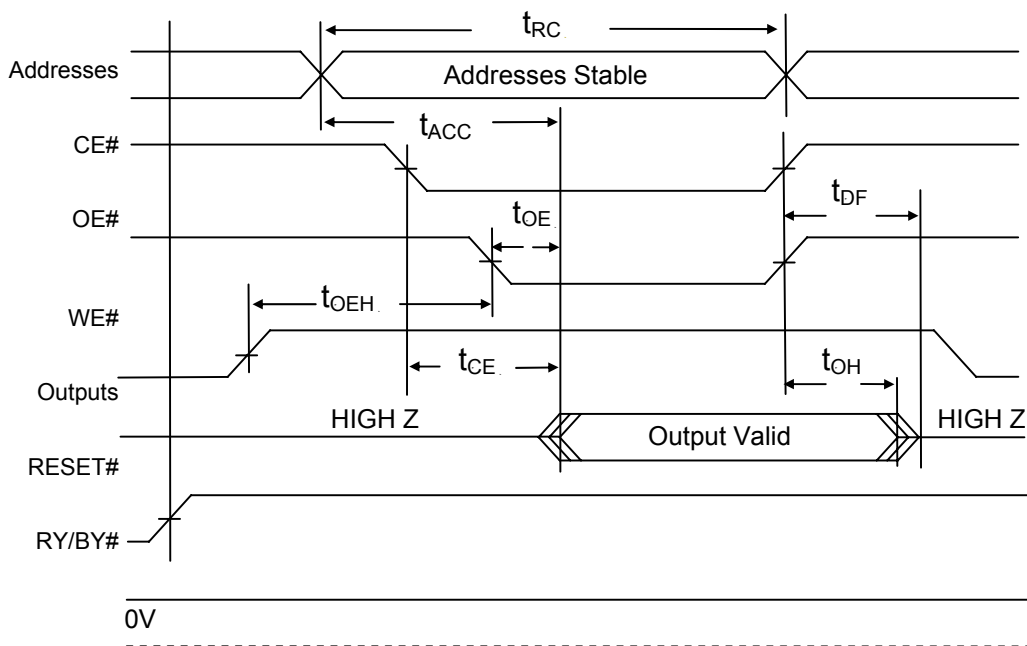 tRC
Addresses
Addresses Stable
tACC
CE#
tDF
OE#
tOE
tOEH
WE#
tCE
tOH
Outputs
HIGH Z
Output Valid
HIGH Z
RESET#
RY/BY#
0V